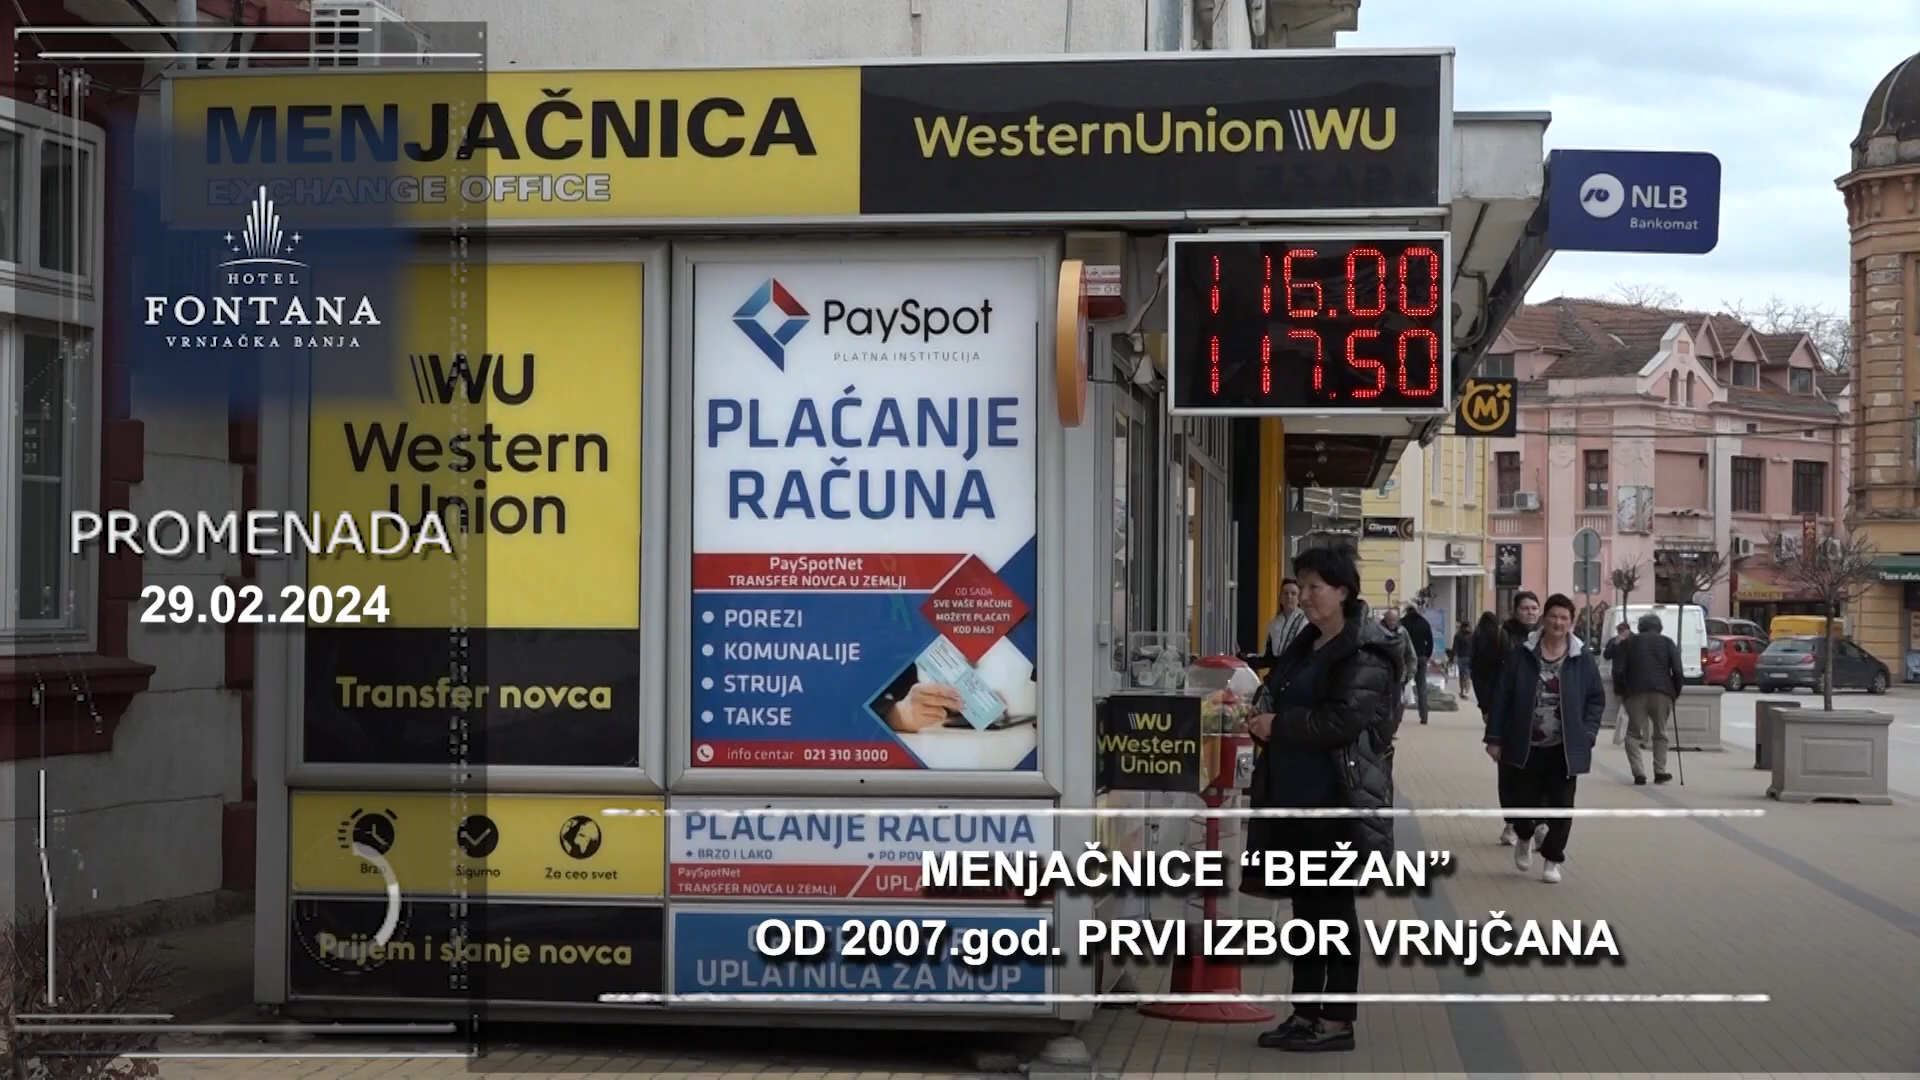 MENJAČNICA
EXCHANGE OFFICE
WesternUnion WU
NLB
Bankomat
116.00
117.50
HOTEL
FONTANA
VRNJAČKA BANJA
WU
Western
Union
Transfer novca
PROMENADA
29.02.2024
PaySpot
PLATNA INSTITUCIJA
PLAĆANJE
RAČUNA
PaySpotNet
TRANSFER NOVCA U ZEMLJI
OD SADA
SVE VAŠE RAČUNE
MOŽETE PLAĆATI
KOD NAS!
• POREZI
• KOMUNALIJE
• STRUJA
• TAKSE
info centar 021 310 3000
WU
Western
Union
Brzo
Sigurno
Za ceo svet
Prijem i slanje novca
PLAĆANJE RAČUNA
• BRZO I LAKO
PaySpotNet
TRANSFER NOVCA U ZEMLJI
UPLATNICA ZA MUP
MENjAČNICE “BEŽAN”
OD 2007.god. PRVI IZBOR VRNjČANA